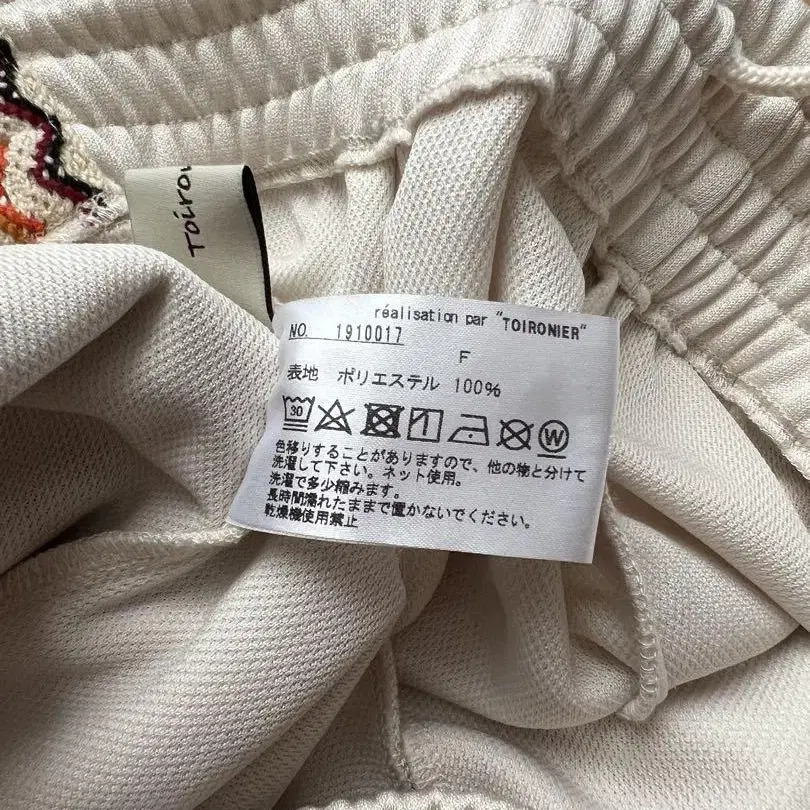 Toiro
réalisation par "TOIRONIER"
NO. 1910017
F
表地 ポリエステル 100%
30
W
色移りすることがありますので、他の物と分けて
洗濯して下さい。ネット使用。
洗濯で多少縮みます。
長時間濡れたままで置かないでください。
乾燥機使用禁止